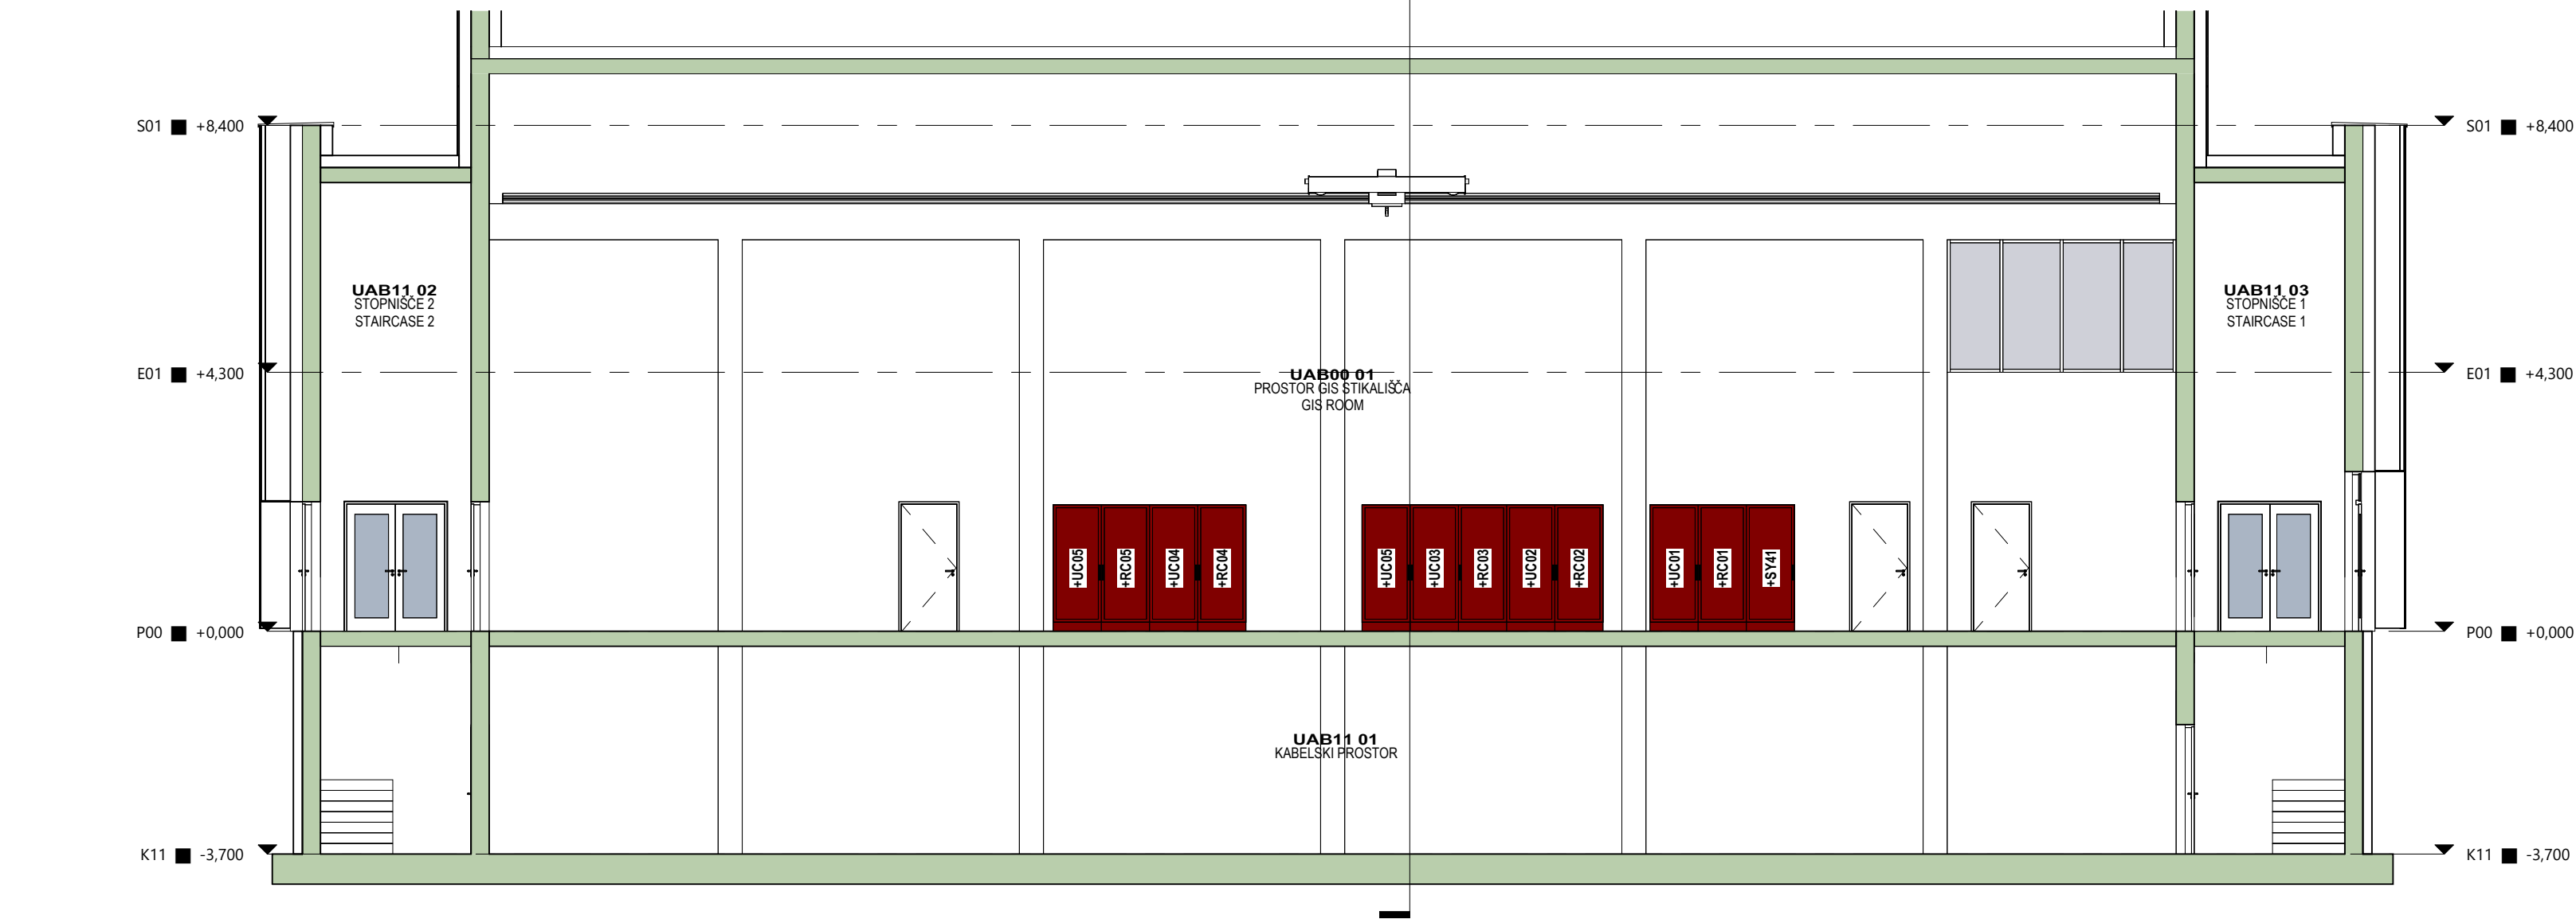 S01 +8,400
S01 +8,400
UAB11 02
STOPNIŠČE 2
STAIRCASE 2
UAB11 03
STOPNIŠČE 1
STAIRCASE 1
E01 +4,300
UAB00 01
PROSTOR GIS STIKALIŠČA
GIS ROOM
E01 +4,300
+UC05
+RC05
+UC04
+RC04
+UC05
+UC03
+RC03
+UC02
+RC02
+UC01
+RC01
+SY41
P00 +0,000
P00 +0,000
UAB11 01
KABELSKI PROSTOR
K11 -3,700
K11 -3,700